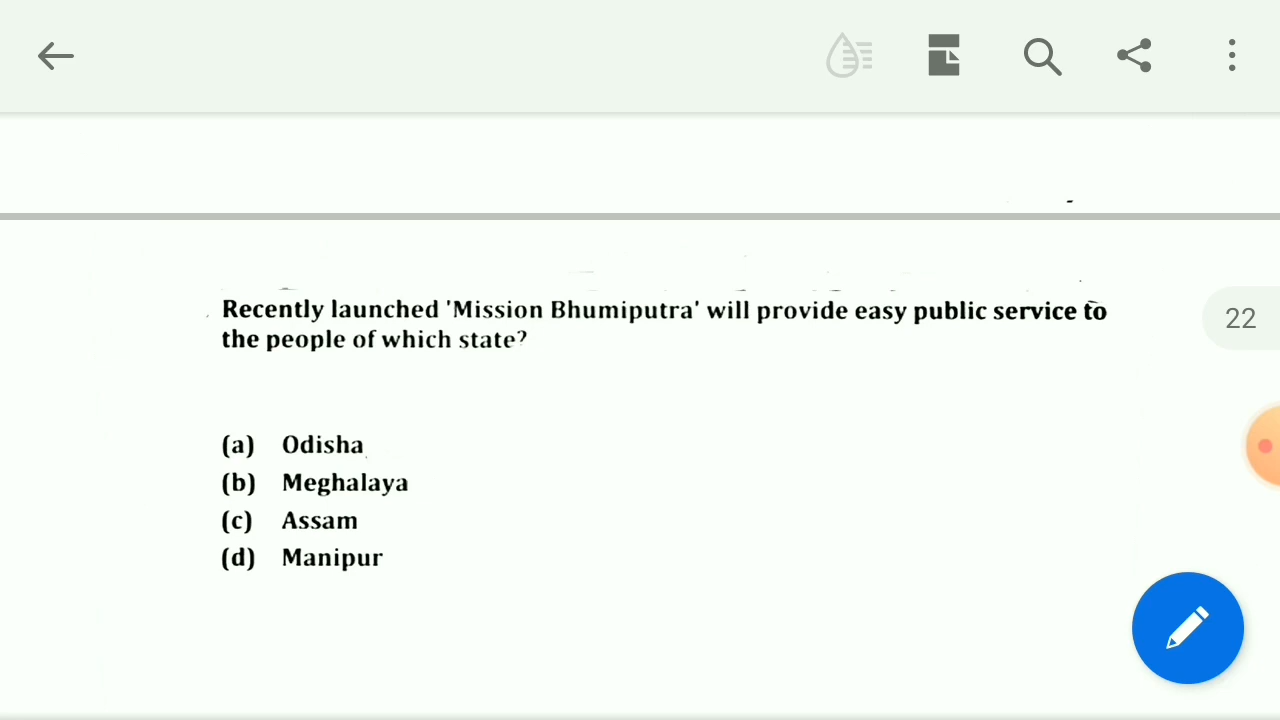 Recently launched 'Mission Bhumiputra' will provide easy public service to
22
the people of which state?
(a) Odisha
(b) Meghalaya
(c) Assam
(d) Manipur